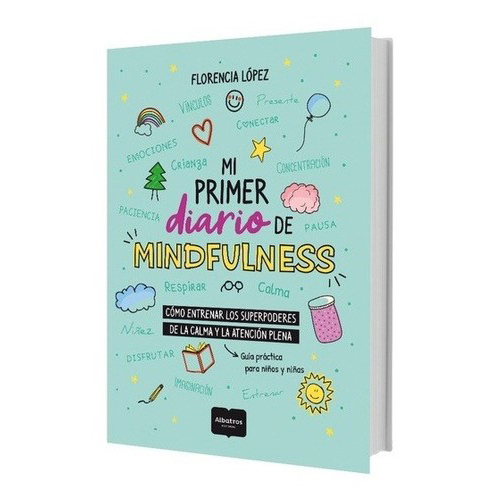 FLORENCIA LÓPEZ
VÍNCULOS
Presente
CONECTAR
EMOCIONES
Crianza
CONCENTRACIÓN
MI
PRIMER
diario DE
MINDFULNESS
PACIENCIA
PAUSA
Respirar
Calma
CÓMO ENTRENAR LOS SUPERPODERES
DE LA CALMA Y LA ATENCIÓN PLENA
Niñez
Guía práctica
para niños y niñas
DISFRUTAR
IMAGINACIÓN
Entrenar
Albatros